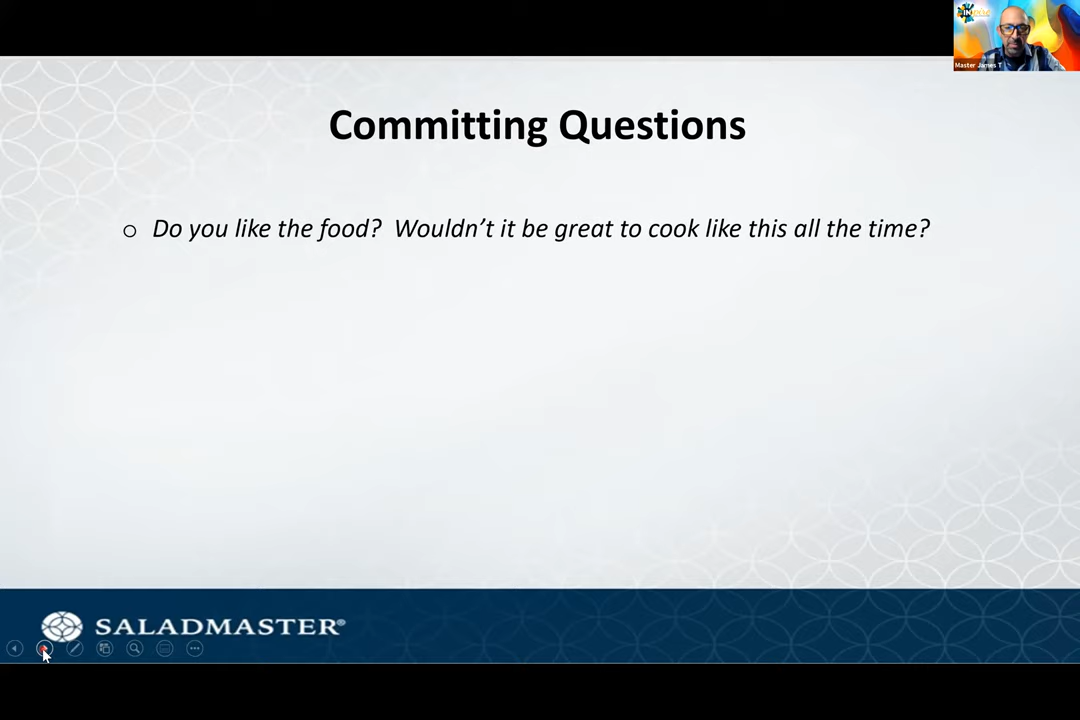 Master James T
Committing Questions
o Do you like the food? Wouldn't it be great to cook like this all the time?
SALADMASTER®